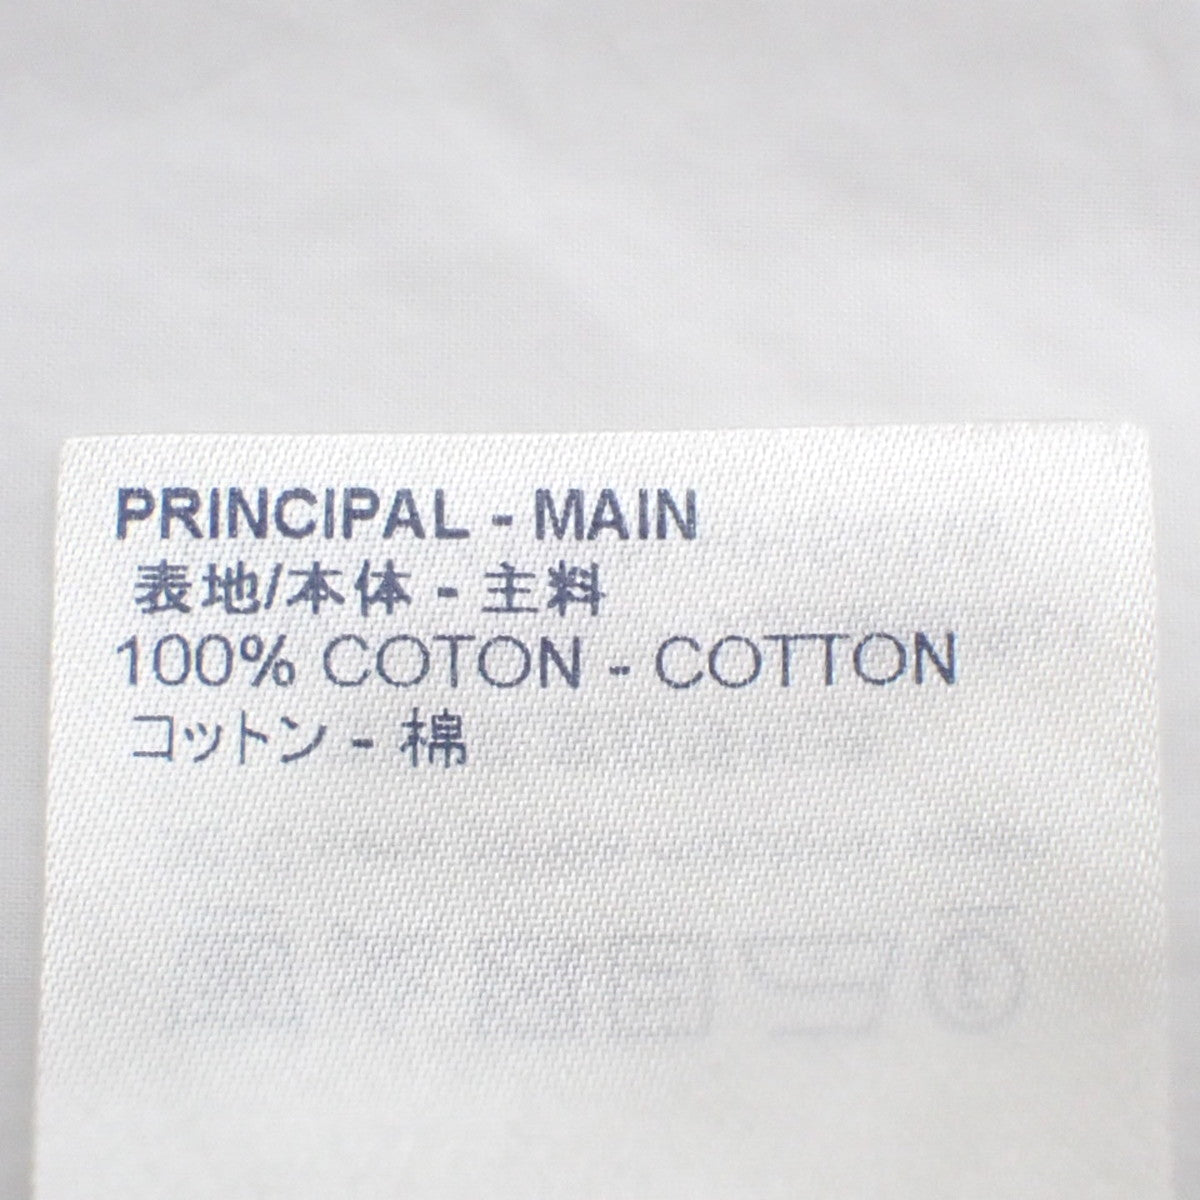 PRINCIPAL - MAIN
表地/本体 - 主料
100% COTON - COTTON
コットン - 棉